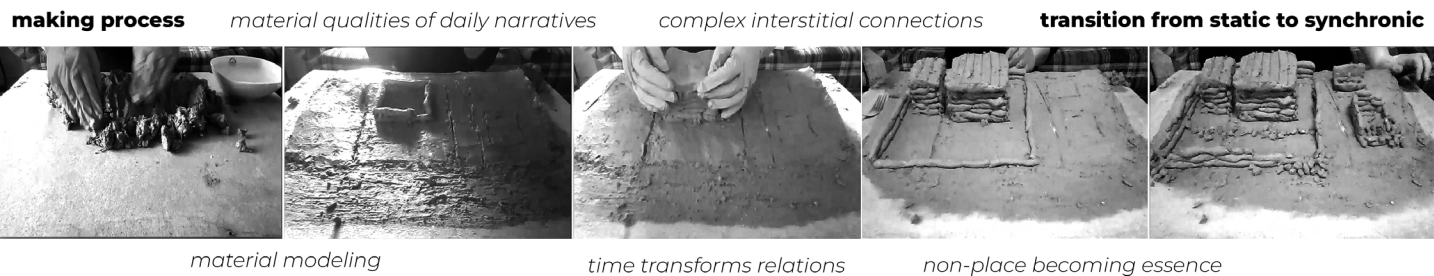 making process
material qualities of daily narratives
complex interstitial connections
transition from static to synchronic
material modeling
time transforms relations
non-place becoming essence